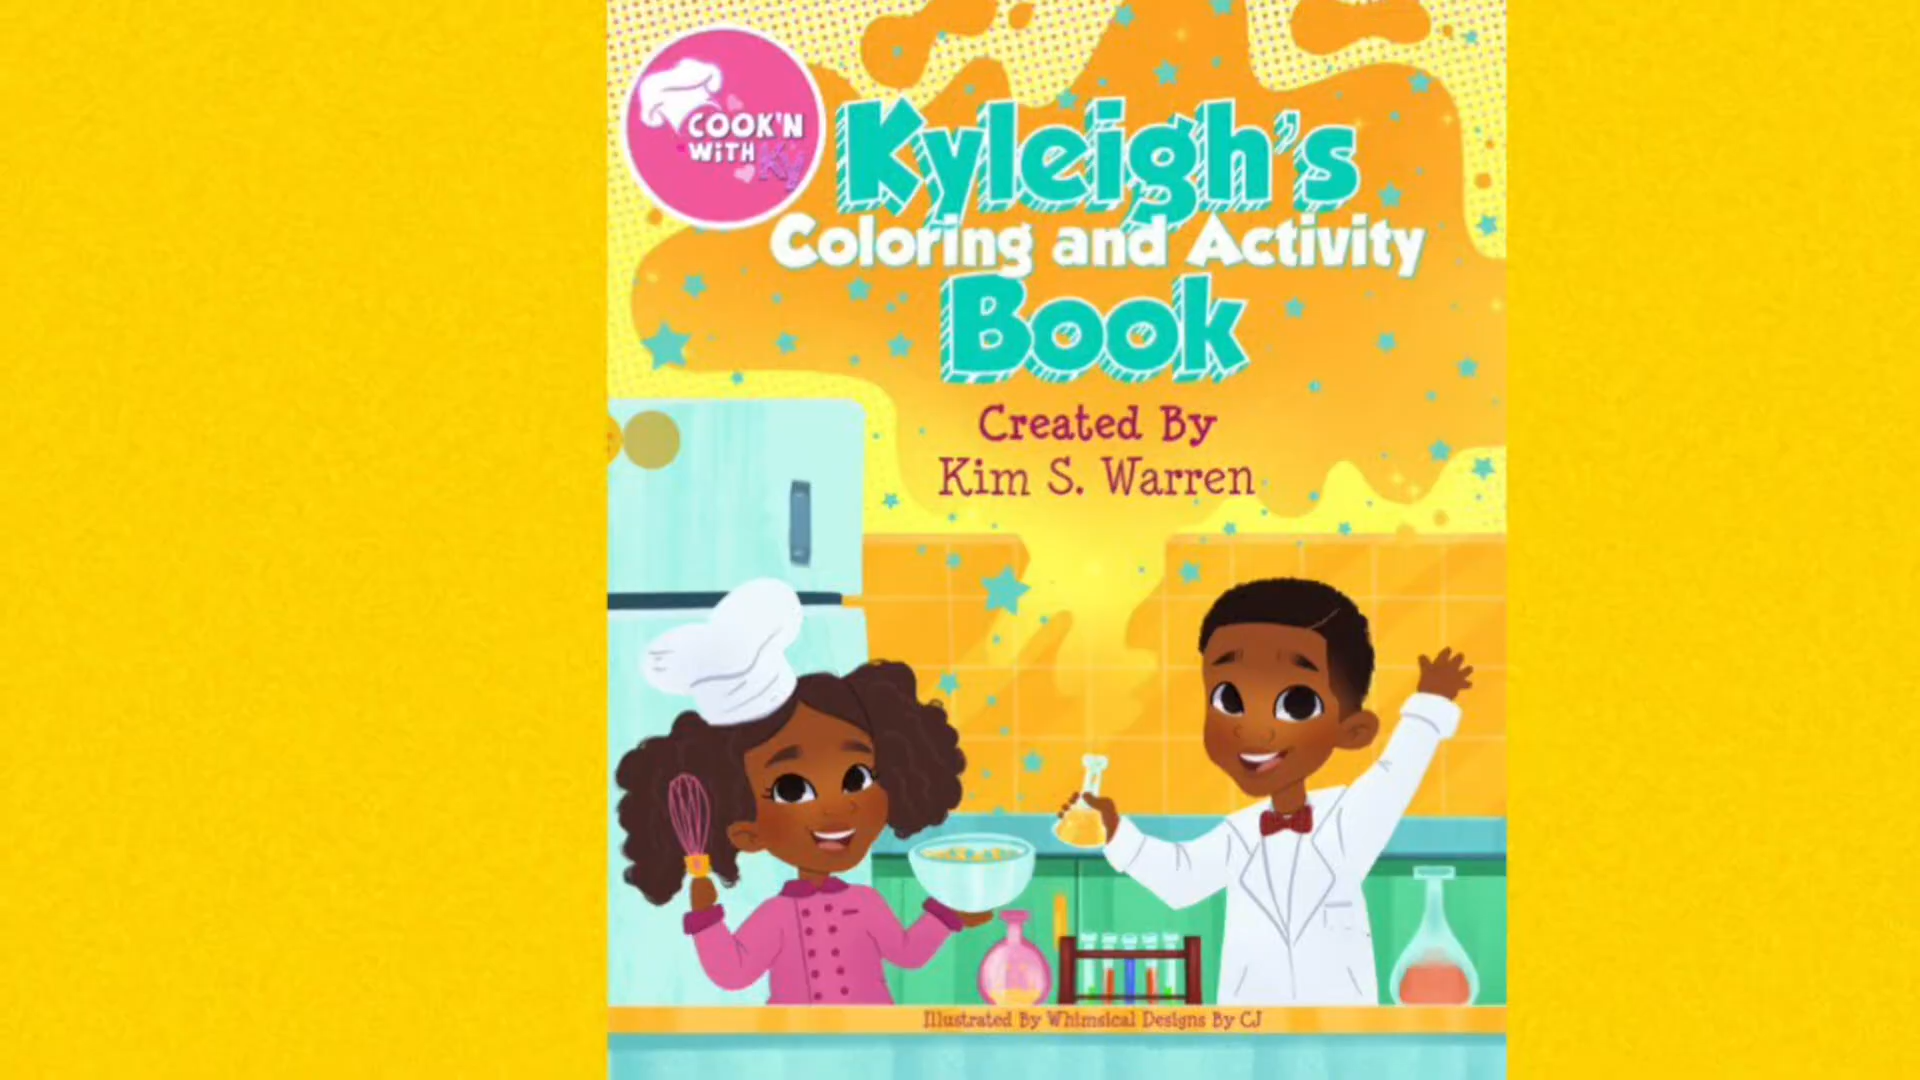 COOK'N
WiTH Ky
Kyleigh's
Coloring and Activity
Book
Created By
Kim S. Warren
Illustrated By Whimsical Designs By CJ